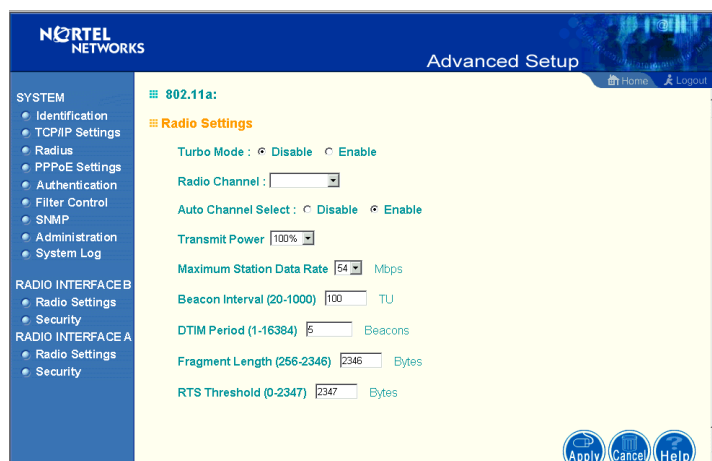 NORTEL
NETWORKS
Advanced Setup
Home Logout
SYSTEM
Identification
TCP/IP Settings
Radius
PPPoE Settings
Authentication
Filter Control
SNMP
Administration
System Log
RADIO INTERFACE B
Radio Settings
Security
RADIO INTERFACE A
Radio Settings
Security
802.11a:
Radio Settings
Turbo Mode : Disable Enable
Radio Channel :
Auto Channel Select : Disable Enable
Transmit Power 100%
Maximum Station Data Rate 54 Mbps
Beacon Interval (20-1000) 100 TU
DTIM Period (1-16384) 5 Beacons
Fragment Length (256-2346) 2346 Bytes
RTS Threshold (0-2347) 2347 Bytes
Apply Cancel Help